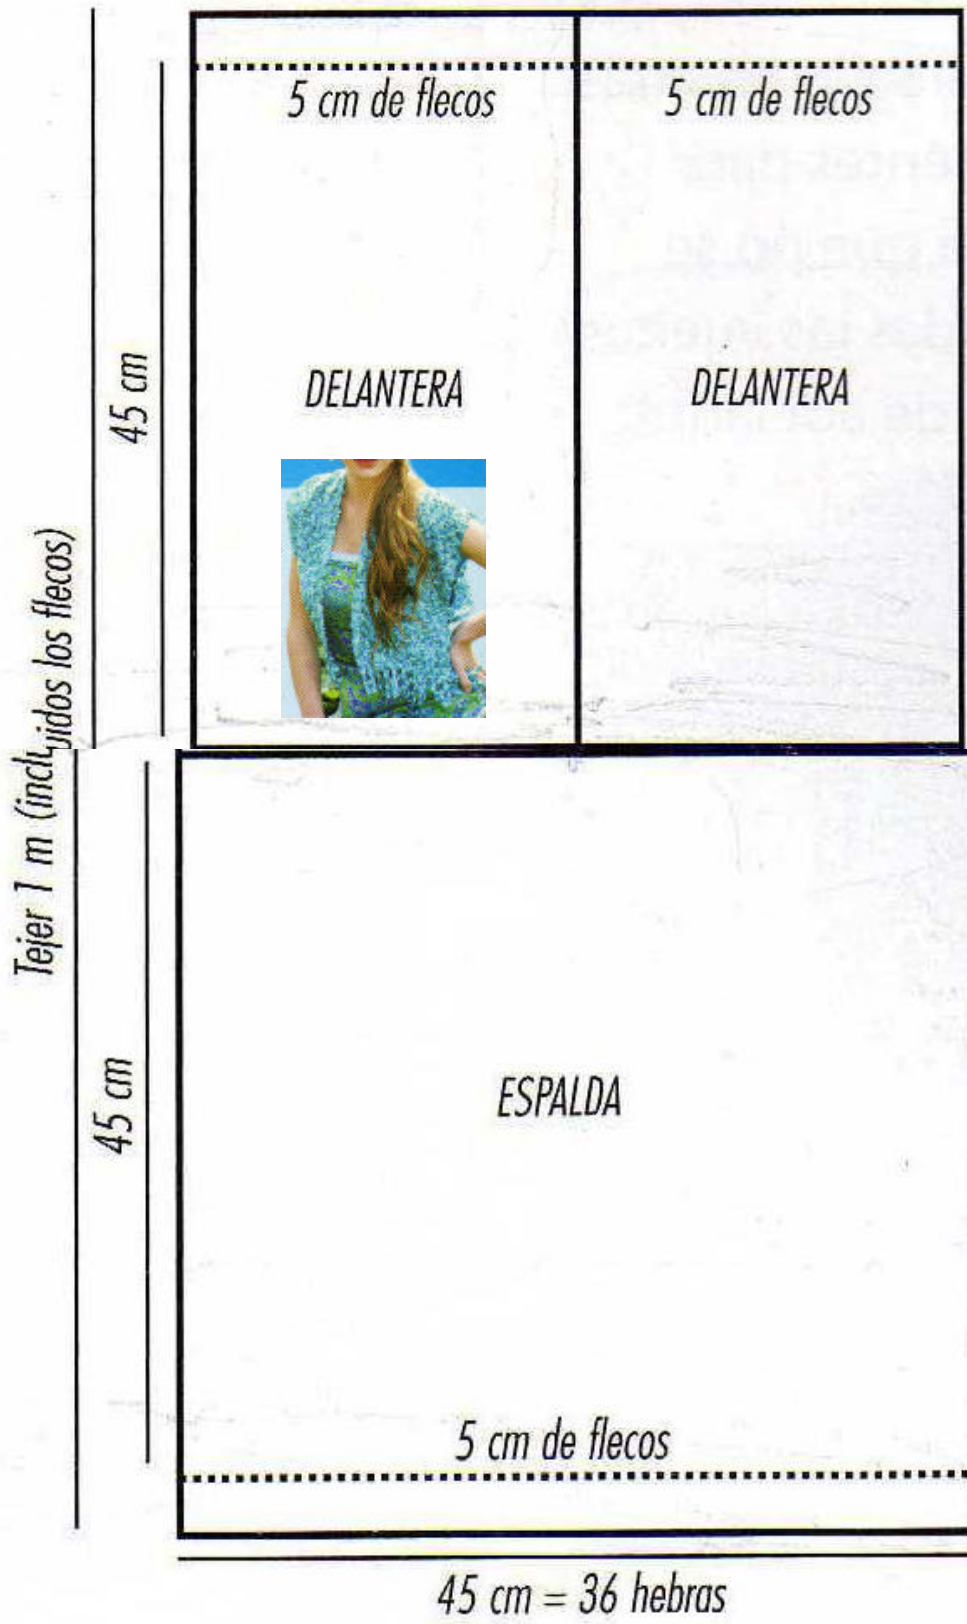 5 cm de flecos
5 cm de flecos
45 cm
DELANTERA
DELANTERA
Tejer 1 m (incluidos los flecos)
45 cm
ESPALDA
5 cm de flecos
45 cm = 36 hebras